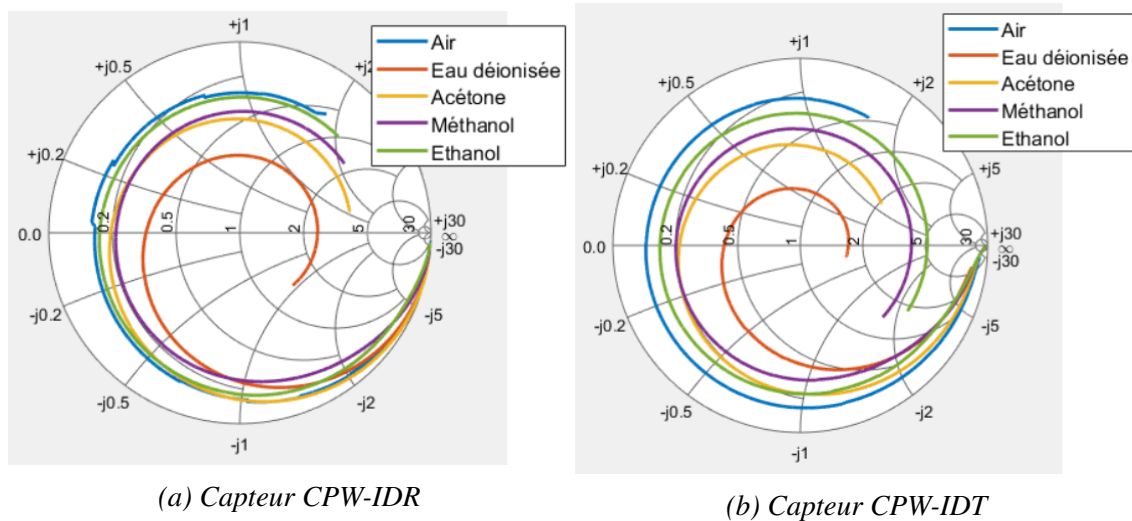 +j1
+j0.5
+j2
+j0.2
0.0
0.2
0.5
1
2
5
30
+j30
∞
-j30
-j0.2
-j5
-j0.5
-j2
-j1
Air
Eau déionisée
Acétone
Méthanol
Ethanol
(a) Capteur CPW-IDR
+j1
+j0.5
+j2
+j0.2
+j5
0.0
0.2
0.5
1
2
5
30
+j30
∞
-j30
-j0.2
-j5
-j0.5
-j2
-j1
Air
Eau déionisée
Acétone
Méthanol
Ethanol
(b) Capteur CPW-IDT